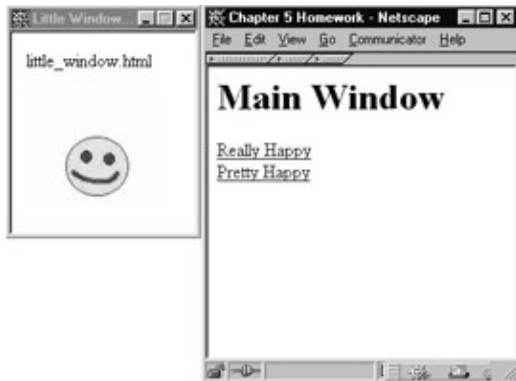 Little Window...
little_window.html
Chapter 5 Homework - Netscape
File Edit View Go Communicator Help
Main Window
Really Happy
Pretty Happy